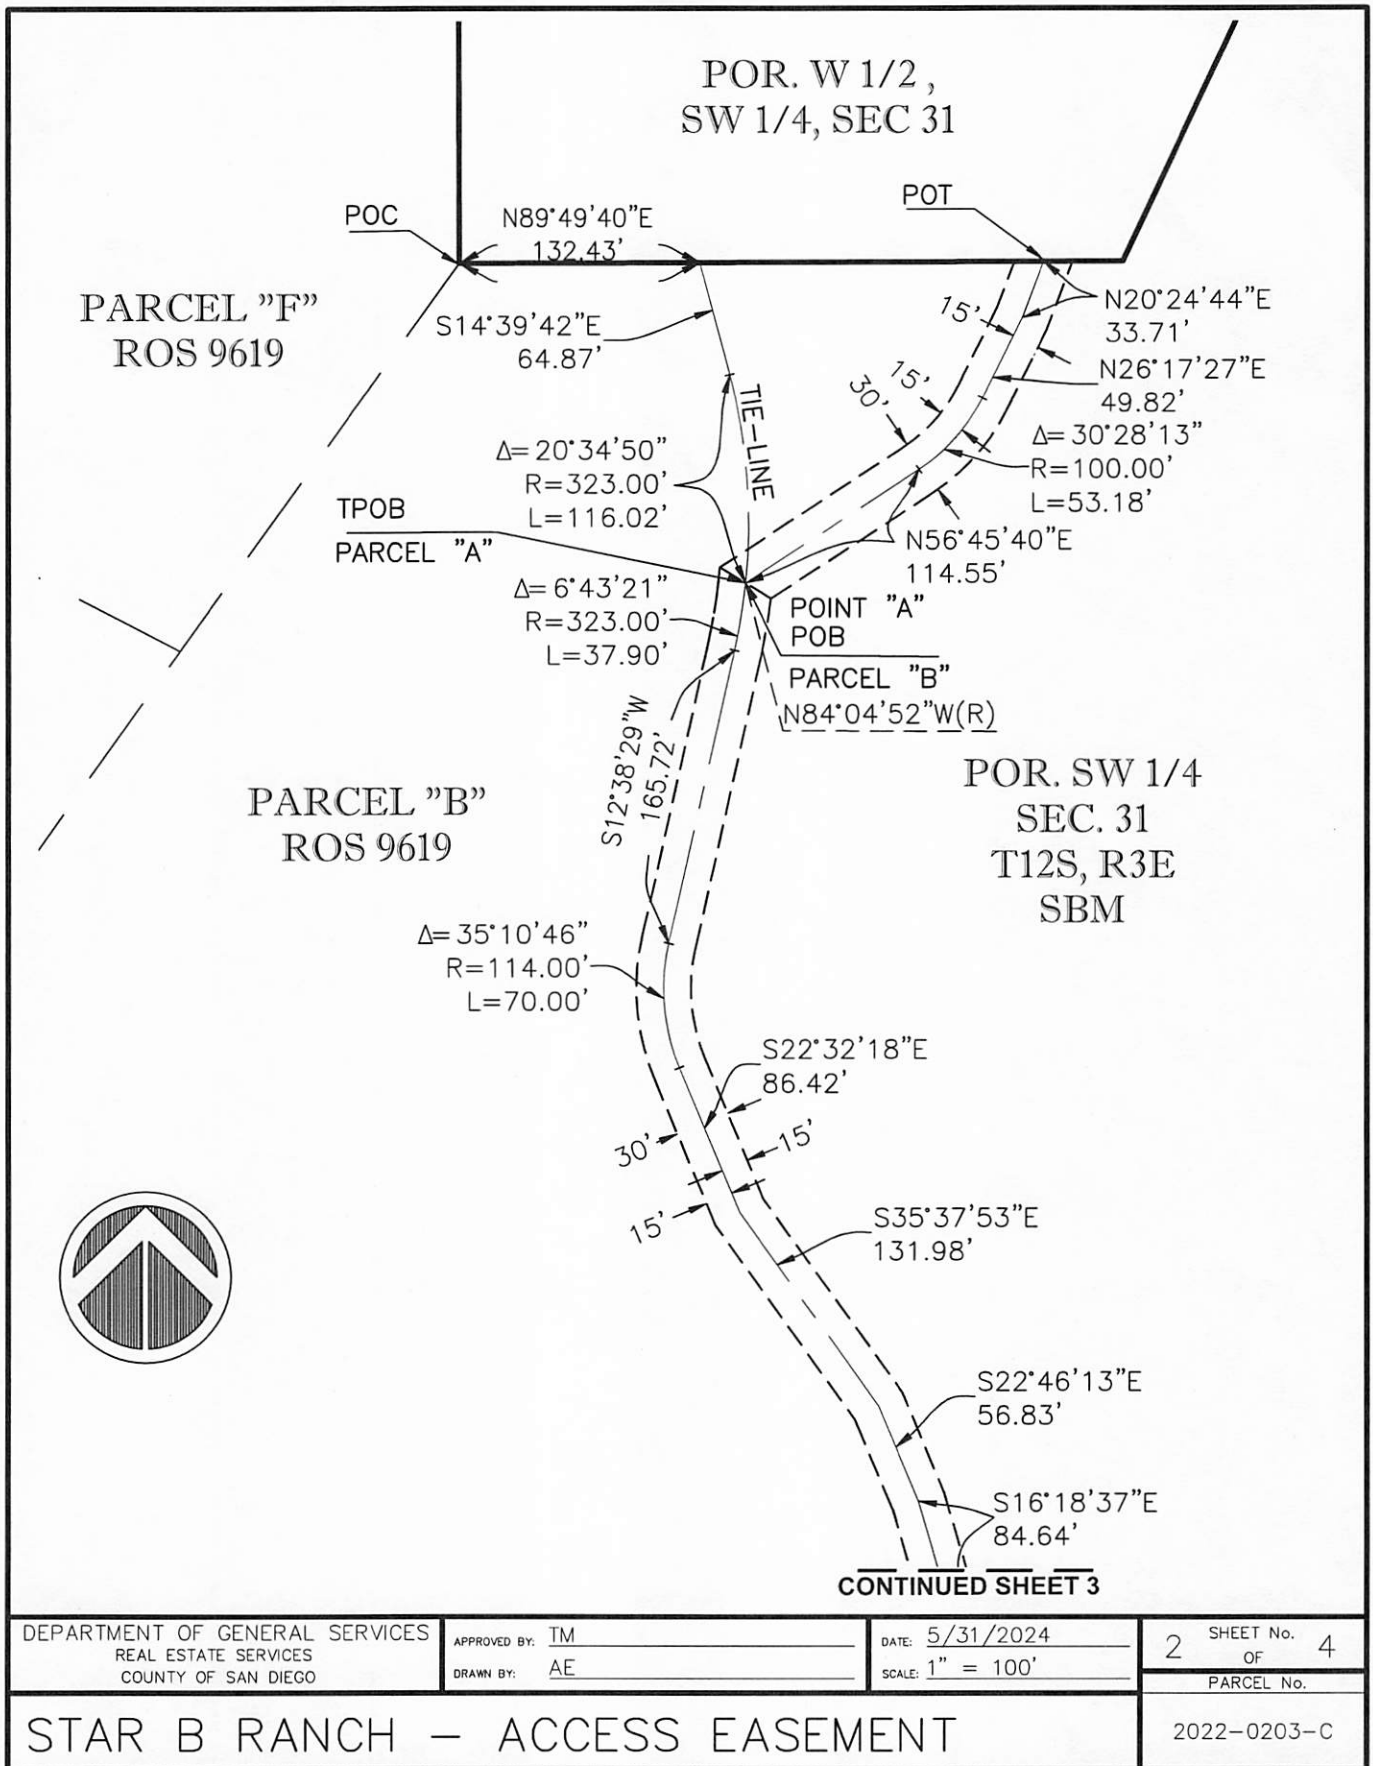 POR. W 1/2 ,
SW 1/4, SEC 31
POC
N89°49'40"E
132.43'
POT
PARCEL "F"
ROS 9619
S14°39'42"E
64.87'
15'
N20°24'44"E
33.71'
15'
30'
N26°17'27"E
49.82'
TIE-LINE
Δ=20°34'50"
R=323.00'
L=116.02'
Δ=30°28'13"
R=100.00'
L=53.18'
TPOB
PARCEL "A"
N56°45'40"E
114.55'
Δ=6°43'21"
R=323.00'
L=37.90'
POINT "A"
POB
PARCEL "B"
N84°04'52"W(R)
S12°38'29"W
165.72'
PARCEL "B"
ROS 9619
POR. SW 1/4
SEC. 31
T12S, R3E
SBM
Δ=35°10'46"
R=114.00'
L=70.00'
S22°32'18"E
86.42'
30'
15'
15'
S35°37'53"E
131.98'
S22°46'13"E
56.83'
S16°18'37"E
84.64'
CONTINUED SHEET 3
DEPARTMENT OF GENERAL SERVICES
REAL ESTATE SERVICES
COUNTY OF SAN DIEGO
APPROVED BY: TM
DRAWN BY: AE
DATE: 5/31/2024
SCALE: 1" = 100'
2 SHEET No. OF 4
PARCEL No.
2022-0203-C
STAR B RANCH – ACCESS EASEMENT